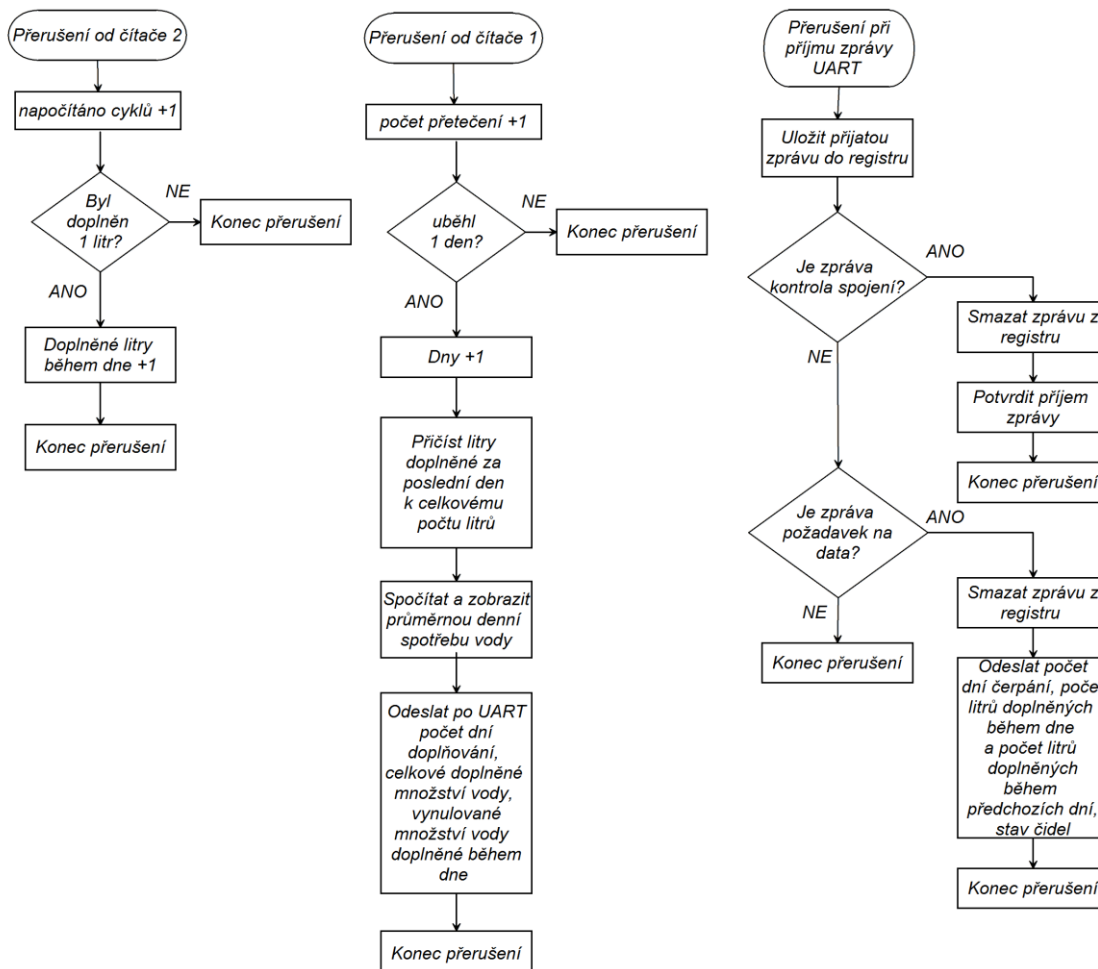 Přerušení od čítače 2
napočítáno cyklů +1
Byl
doplněn
1 litr?
NE
Konec přerušení
ANO
Doplněné litry
během dne +1
Konec přerušení
Přerušení od čítače 1
počet přetečení +1
uběhl
1 den?
NE
Konec přerušení
ANO
Dny +1
Přičíst litry
doplněné za
poslední den
k celkovému
počtu litrů
Spočítat a zobrazit
průměrnou denní
spotřebu vody
Odeslat po UART
počet dní
doplňování,
celkové doplněné
množství vody,
vynulované
množství vody
doplněné během
dne
Konec přerušení
Přerušení při
příjmu zprávy
UART
Uložit přijatou
zprávu do registru
Je zpráva
kontrola spojení?
ANO
Smazat zprávu z
registru
Potvrdit příjem
zprávy
Konec přerušení
NE
Je zpráva
požadavek na
data?
ANO
Smazat zprávu z
registru
Odeslat počet
dní čerpání, poče
litrů doplněných
během dne
a počet litrů
doplněných
během
předchozích dní,
stav čidel
Konec přerušení
NE
Konec přerušení